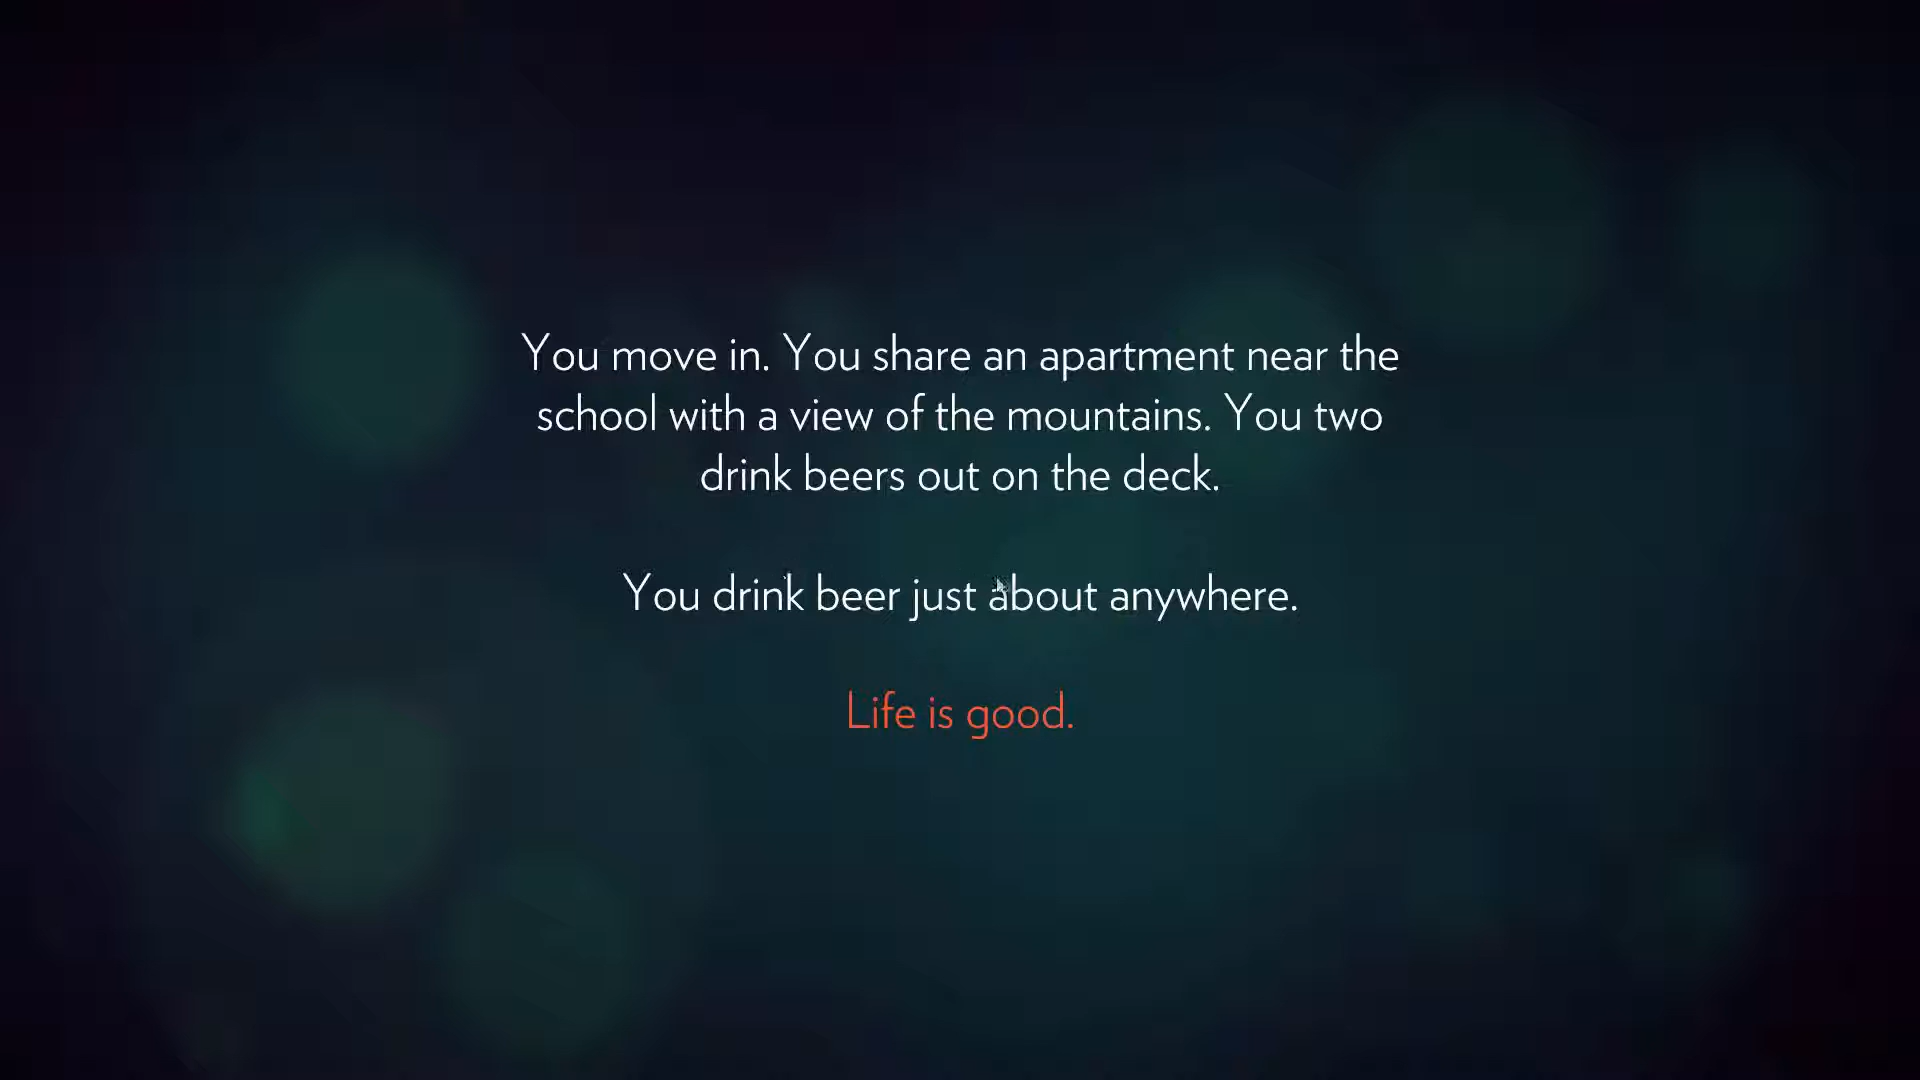 You move in. You share an apartment near the
school with a view of the mountains. You two
drink beers out on the deck.
You drink beer just about anywhere.
Life is good.